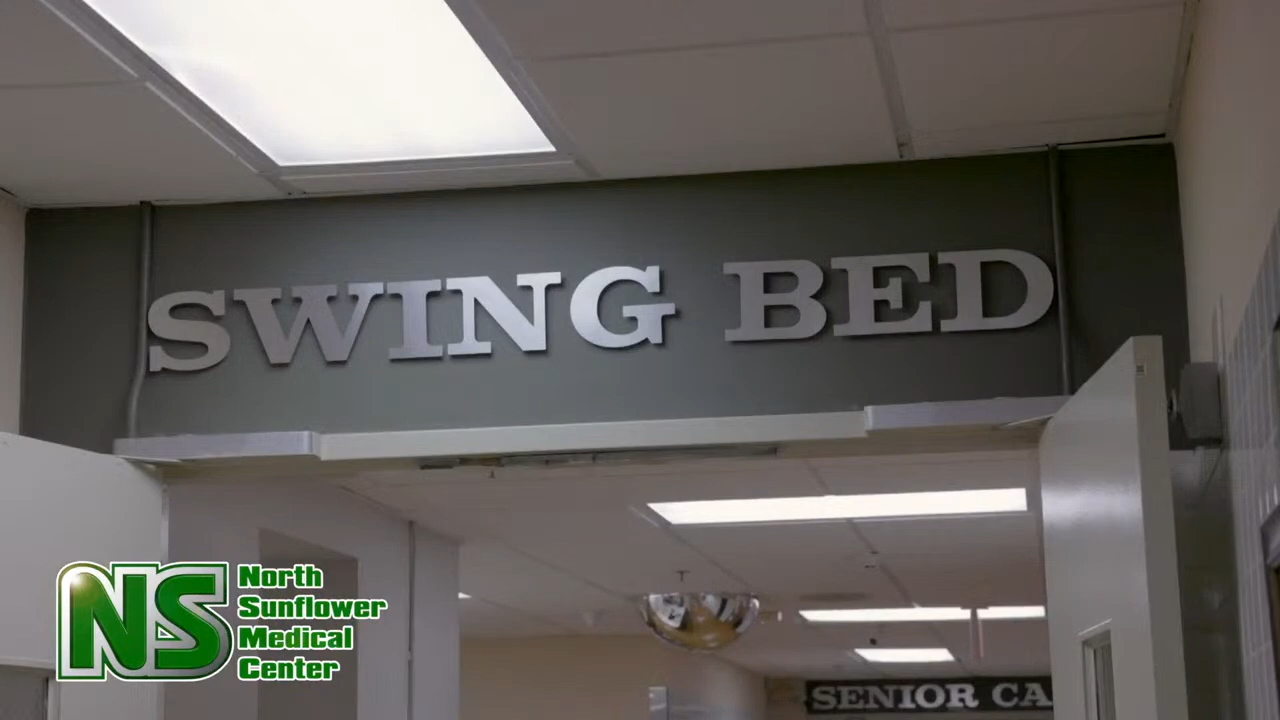 SWING BED
NS
North
Sunflower
Medical
Center
SENIOR CA